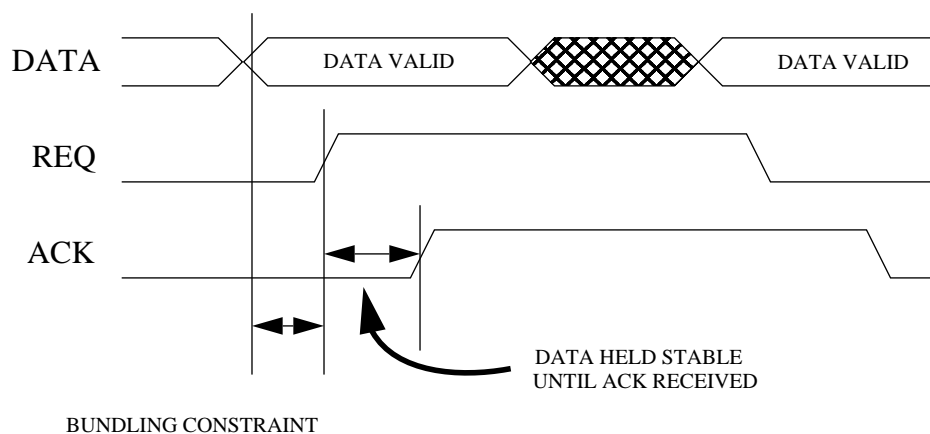 DATA
DATA VALID
DATA VALID
REQ
ACK
DATA HELD STABLE
UNTIL ACK RECEIVED
BUNDLING CONSTRAINT